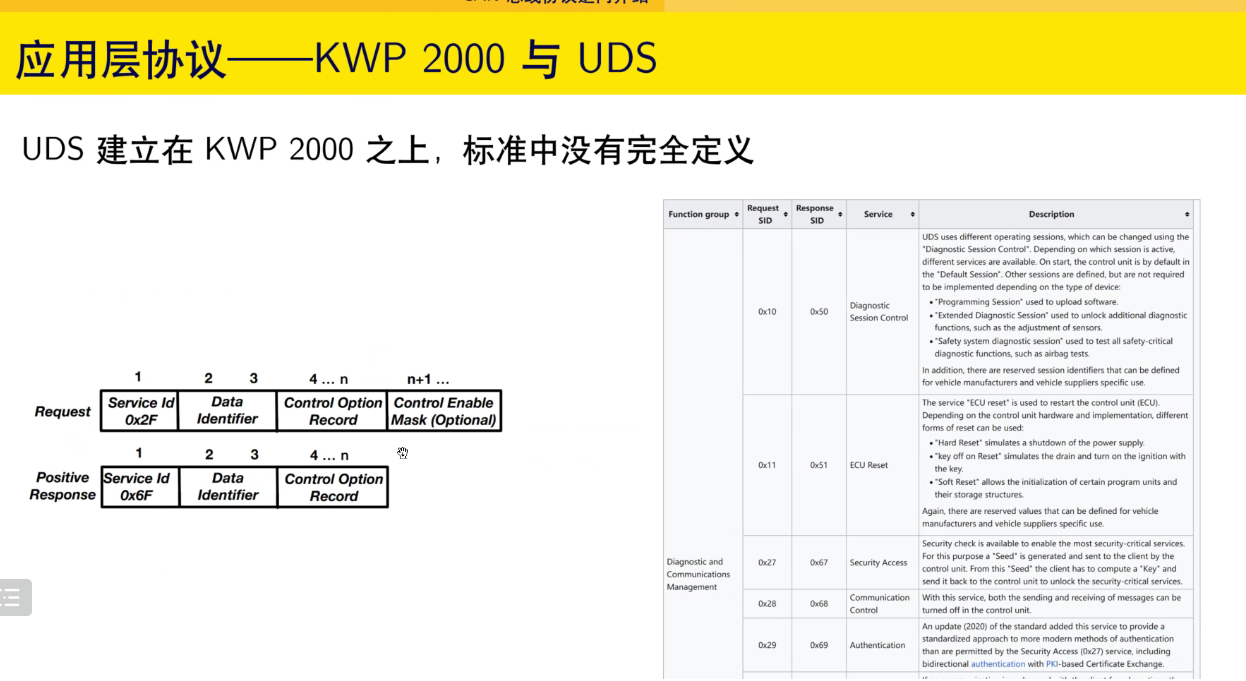 应用层协议——KWP 2000 与 UDS
UDS 建立在 KWP 2000 之上，标准中没有完全定义
1 2 3 4 ... n n+1 ...
Request Service Id 0x2F Data Identifier Control Option Record Control Enable Mask (Optional)
1 2 3 4 ... n
Positive Response Service Id 0x6F Data Identifier Control Option Record
Function group Request SID Response SID Service Description
Diagnostic and Communications Management
0x10 0x50 Diagnostic Session Control
UDS uses different operating sessions, which can be changed using the
"Diagnostic Session Control". Depending on which session is active,
different services are available. On start, the control unit is by default in
the "Default Session". Other sessions are defined, but are not required
to be implemented depending on the type of device:
• "Programming Session" used to upload software.
• "Extended Diagnostic Session" used to unlock additional diagnostic
functions, such as the adjustment of sensors.
• "Safety system diagnostic session" used to test all safety-critical
diagnostic functions, such as airbag tests.
In addition, there are reserved session identifiers that can be defined
for vehicle manufacturers and vehicle suppliers specific use.
0x11 0x51 ECU Reset
The service "ECU reset" is used to restart the control unit (ECU).
Depending on the control unit hardware and implementation, different
forms of reset can be used:
• "Hard Reset" simulates a shutdown of the power supply.
• "key off on Reset" simulates the drain and turn on the ignition with
the key.
• "Soft Reset" allows the initialization of certain program units and
their storage structures.
Again, there are reserved values that can be defined for vehicle
manufacturers and vehicle suppliers specific use.
0x27 0x67 Security Access
Security check is available to enable the most security-critical services.
For this purpose a "Seed" is generated and sent to the client by the
control unit. From this "Seed" the client has to compute a "Key" and
send it back to the control unit to unlock the security-critical services.
0x28 0x68 Communication Control
With this service, both the sending and receiving of messages can be
turned off in the control unit.
0x29 0x69 Authentication
An update (2020) of the standard added this service to provide a
standardized approach to more modern methods of authentication
than are permitted by the Security Access (0x27) service, including
bidirectional authentication with PKI-based Certificate Exchange.